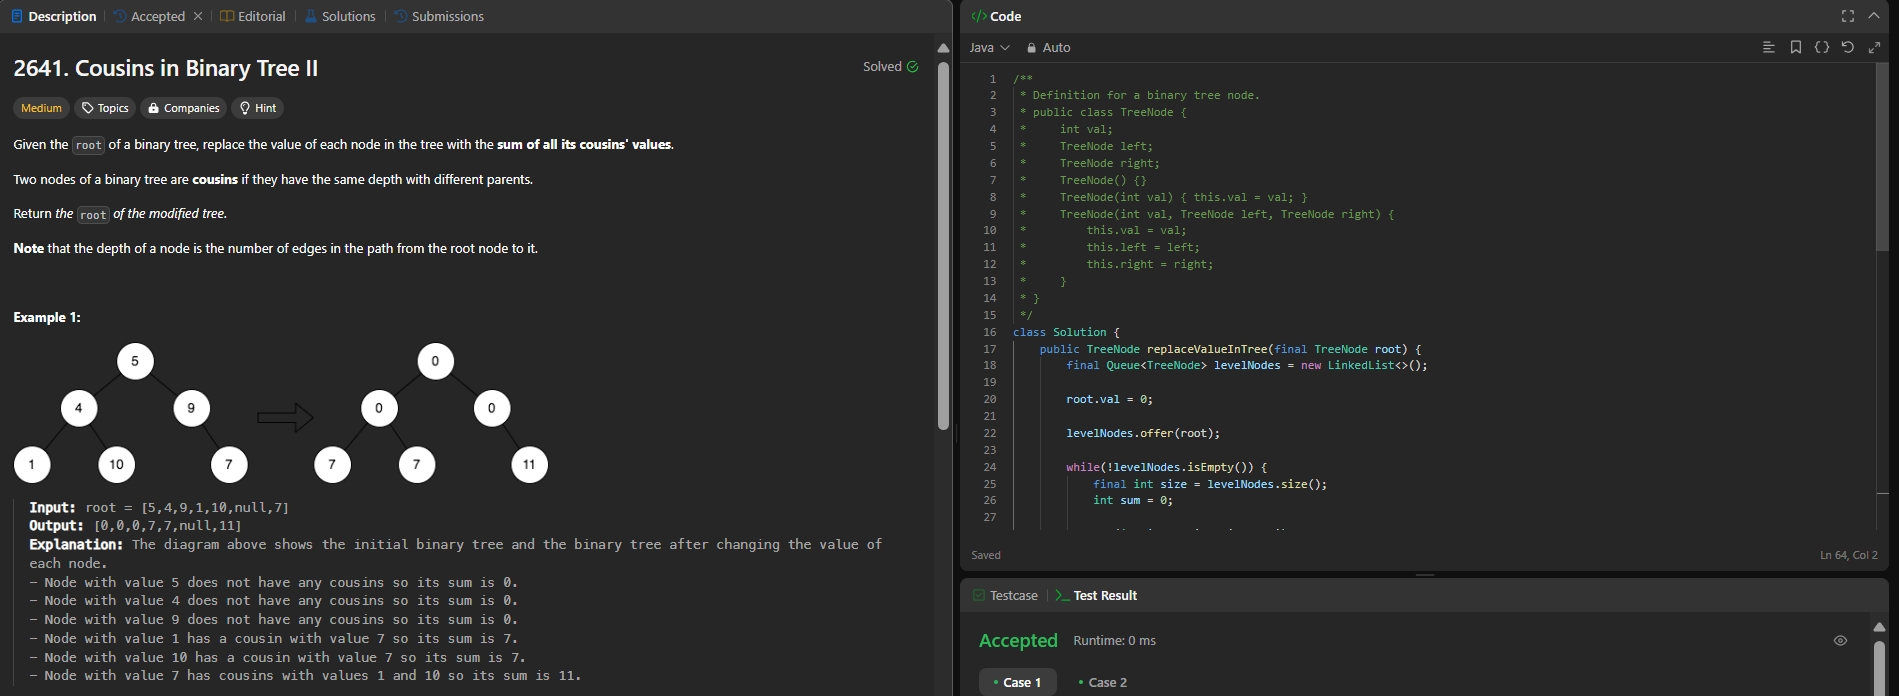 Description Accepted Editorial Solutions Submissions
2641. Cousins in Binary Tree II
Solved
Medium Topics Companies Hint
Given the root of a binary tree, replace the value of each node in the tree with the sum of all its cousins' values.
Two nodes of a binary tree are cousins if they have the same depth with different parents.
Return the root of the modified tree.
Note that the depth of a node is the number of edges in the path from the root node to it.
Example 1:
5 0
4 9 0 0
1 10 7 7 7 11
Input: root = [5,4,9,1,10,null,7]
Output: [0,0,0,7,7,null,11]
Explanation: The diagram above shows the initial binary tree and the binary tree after changing the value of
each node.
- Node with value 5 does not have any cousins so its sum is 0.
- Node with value 4 does not have any cousins so its sum is 0.
- Node with value 9 does not have any cousins so its sum is 0.
- Node with value 1 has a cousin with value 7 so its sum is 7.
- Node with value 10 has a cousin with value 7 so its sum is 7.
- Node with value 7 has cousins with values 1 and 10 so its sum is 11.
</> Code
Java Auto
1 /**
2 * Definition for a binary tree node.
3 * public class TreeNode {
4 * int val;
5 * TreeNode left;
6 * TreeNode right;
7 * TreeNode() {}
8 * TreeNode(int val) { this.val = val; }
9 * TreeNode(int val, TreeNode left, TreeNode right) {
10 * this.val = val;
11 * this.left = left;
12 * this.right = right;
13 * }
14 * }
15 */
16 class Solution {
17 public TreeNode replaceValueInTree(final TreeNode root) {
18 final Queue<TreeNode> levelNodes = new LinkedList<>();
19
20 root.val = 0;
21
22 levelNodes.offer(root);
23
24 while(!levelNodes.isEmpty()) {
25 final int size = levelNodes.size();
26 int sum = 0;
27
Saved Ln 64, Col 2
Testcase >_ Test Result
Accepted Runtime: 0 ms
• Case 1 • Case 2